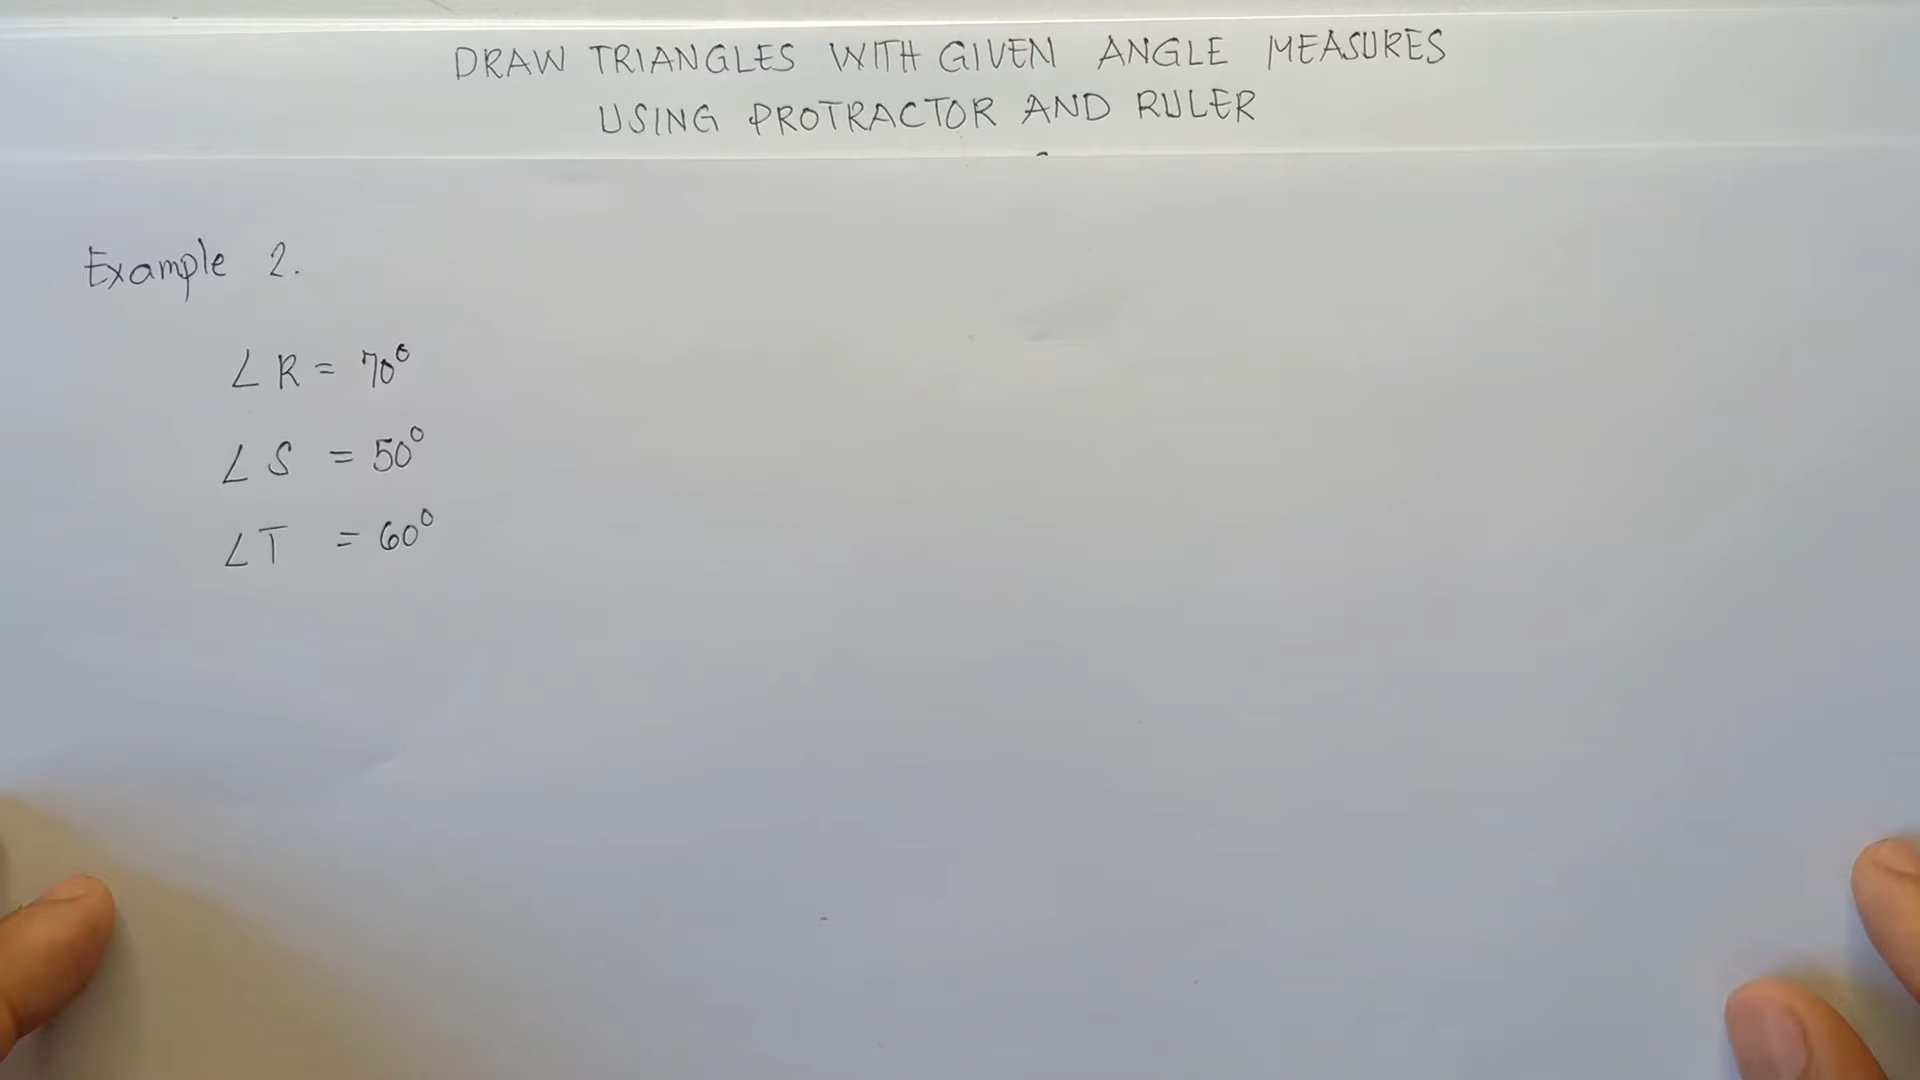 DRAW TRIANGLES WITH GIVEN ANGLE MEASURES
USING PROTRACTOR AND RULER
Example 2.
∠R = 70°
∠S = 50°
∠T = 60°